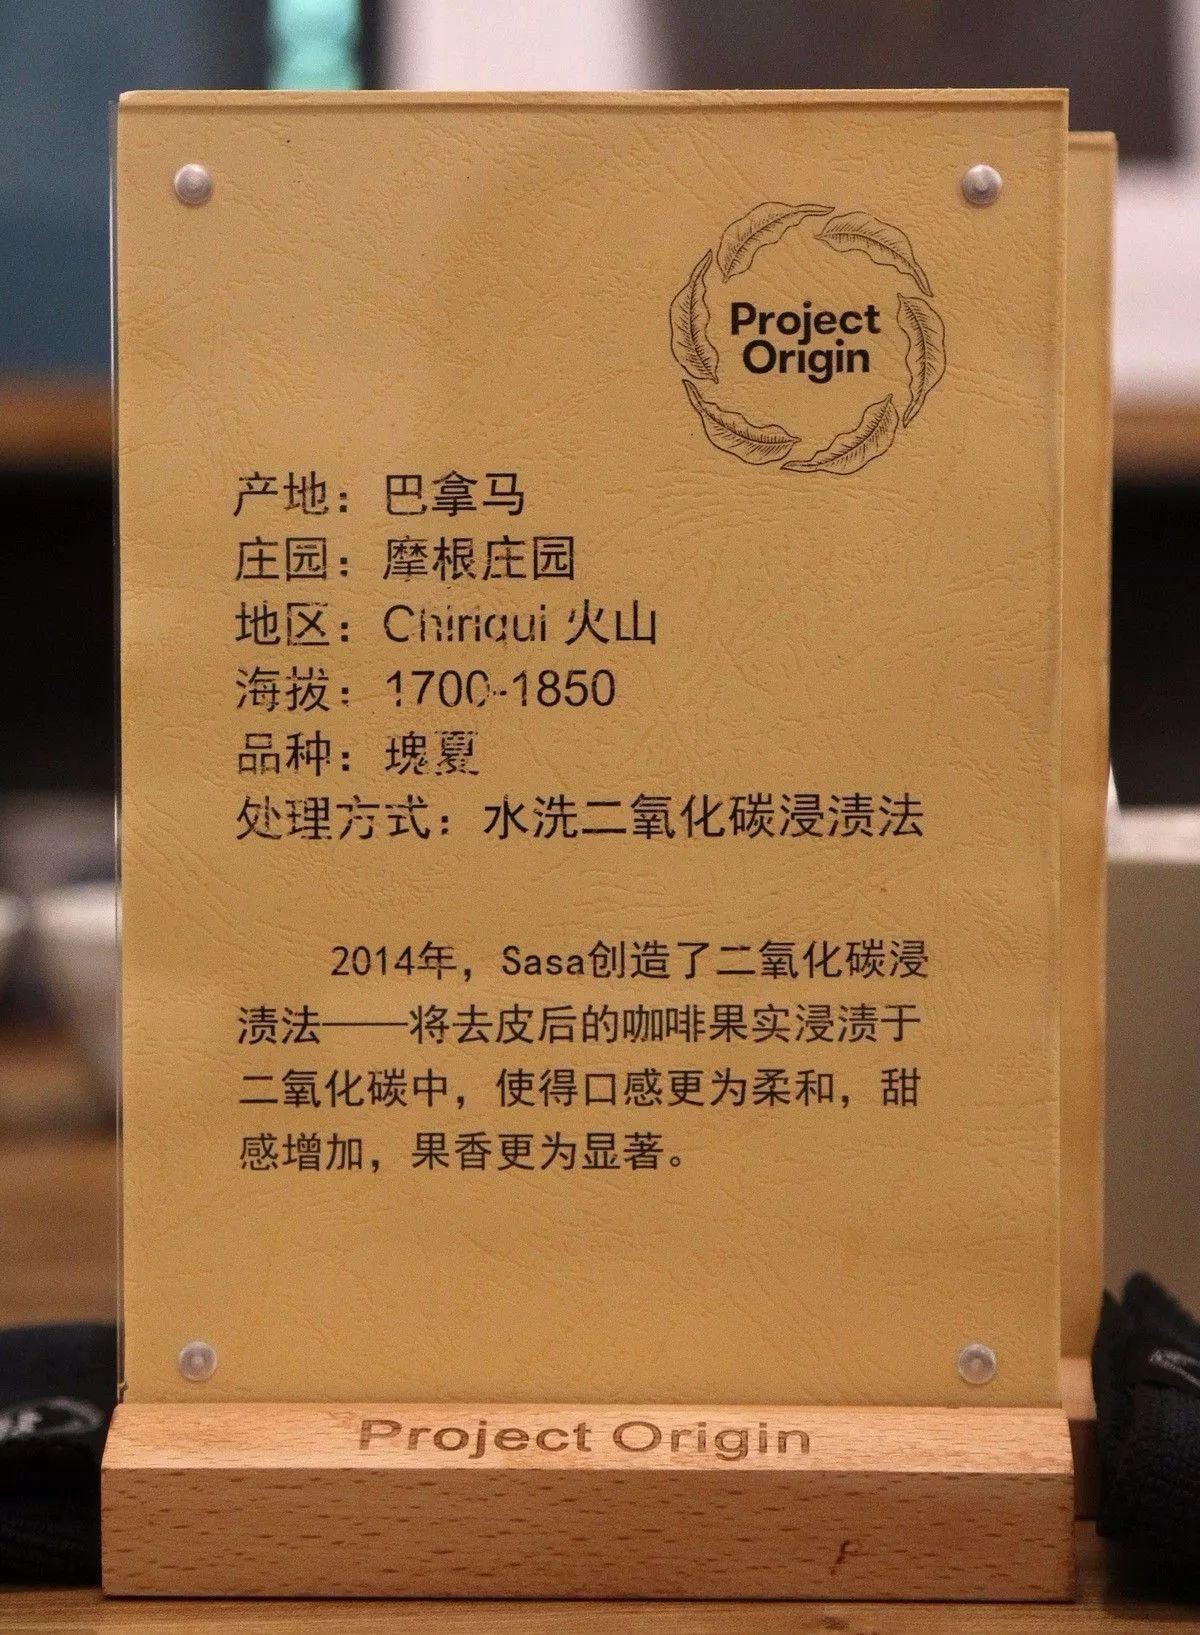 Project
Origin
产地：巴拿马
庄园：摩根庄园
地区：Chiriqui 火山
海拔：1700-1850
品种：瑰夏
处理方式：水洗二氧化碳浸渍法
2014年，Sasa创造了二氧化碳浸
渍法——将去皮后的咖啡果实浸渍于
二氧化碳中，使得口感更为柔和，甜
感增加，果香更为显著。
Project Origin